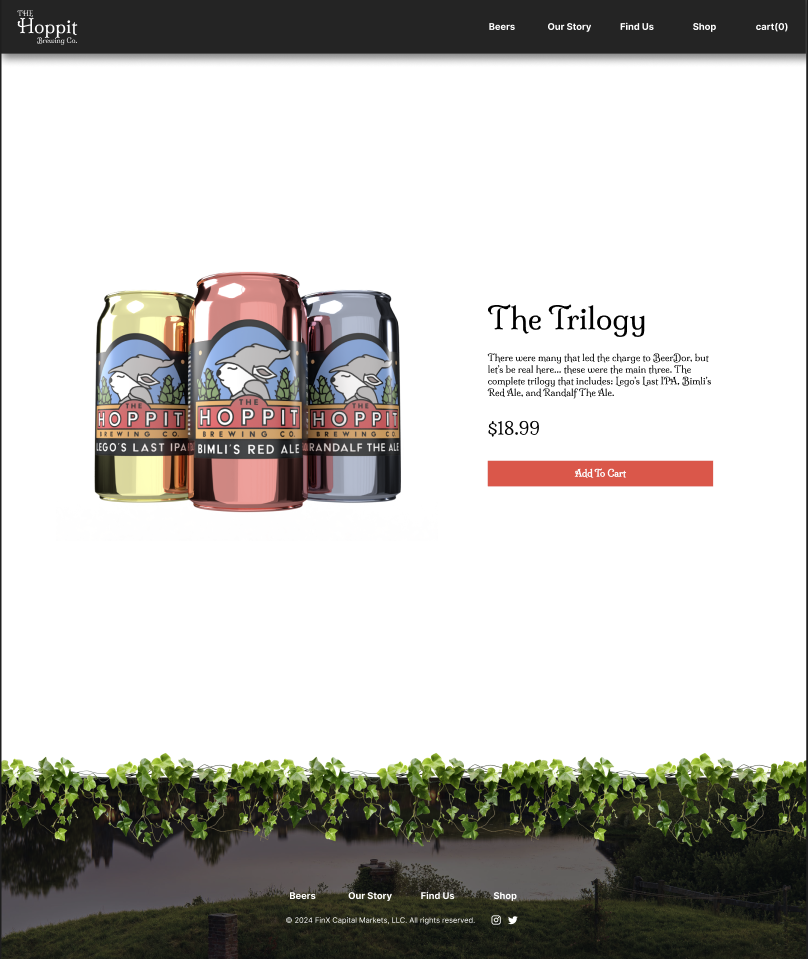 THE
Hoppit
Brewing Co.
Beers Our Story Find Us Shop cart(0)
The Trilogy
There were many that led the charge to BeerDor, but
let's be real here... these were the main three. The
complete trilogy that includes: Lego's Last IPA, Bimli's
Red Ale, and Randalf The Ale.
$18.99
Add To Cart
THE
HOPPIT
BREWING CO.
LEGO'S LAST IPA
THE
HOPPIT
BREWING CO.
BIMLI'S RED ALE
THE
HOPPIT
BREWING CO.
RANDALF THE ALE
Beers Our Story Find Us Shop
© 2024 FinX Capital Markets, LLC. All rights reserved.